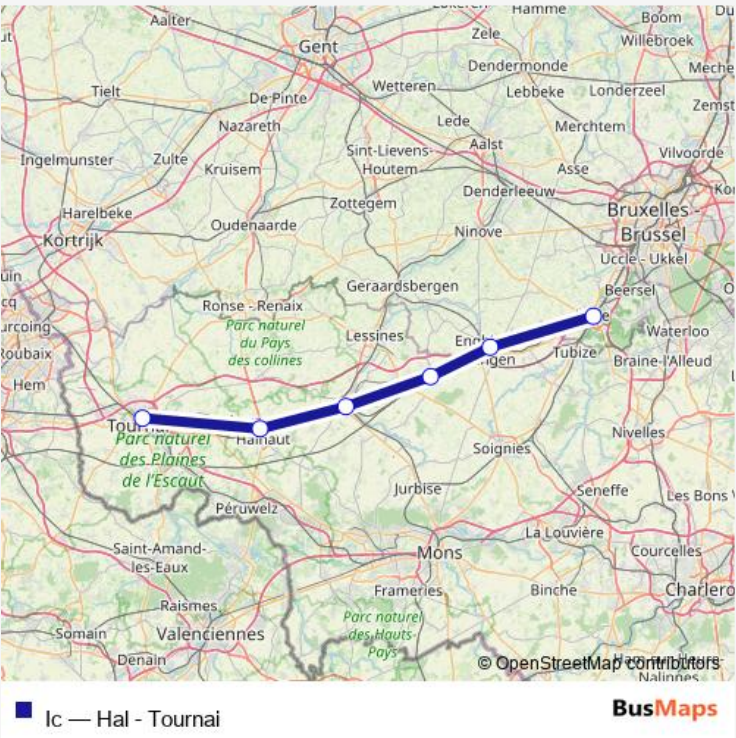 Aalter
Hamme
Boom
Gent
Zele
Willebroek
Dendermonde
Tielt
Wetteren
Lebbeke
Londerzeel
De Pinte
Nazareth
Lede
Merchtem
Zemst
Ingelmunster
Zulte
Kruisem
Sint-Lievens-
Houtem
Aalst
Asse
Vilvoorde
Denderleeuw
Harelbeke
Zottegem
Bruxelles -
Brussel
Oudenaarde
Ninove
Kortrijk
Uccle - Ukkel
Geraardsbergen
Beersel
Ronse - Renaix
Parc naturel
du Pays
des collines
Lessines
Waterloo
Roubaix
Tubize
Braine-l'Alleud
Hem
Parc naturel
des Plaines
de l'Escaut
Hainaut
Nivelles
Soignies
Jurbise
Seneffe
Les Bons
Péruwelz
La Louvière
Saint-Amand-
les-Eaux
Mons
Courcelles
Frameries
Binche
Raismes
Parc naturel
des Hauts-
Pays
Somain
Valenciennes
Denain
© OpenStreetMap contributors
Nalinnes
Ic — Hal - Tournai
BusMaps